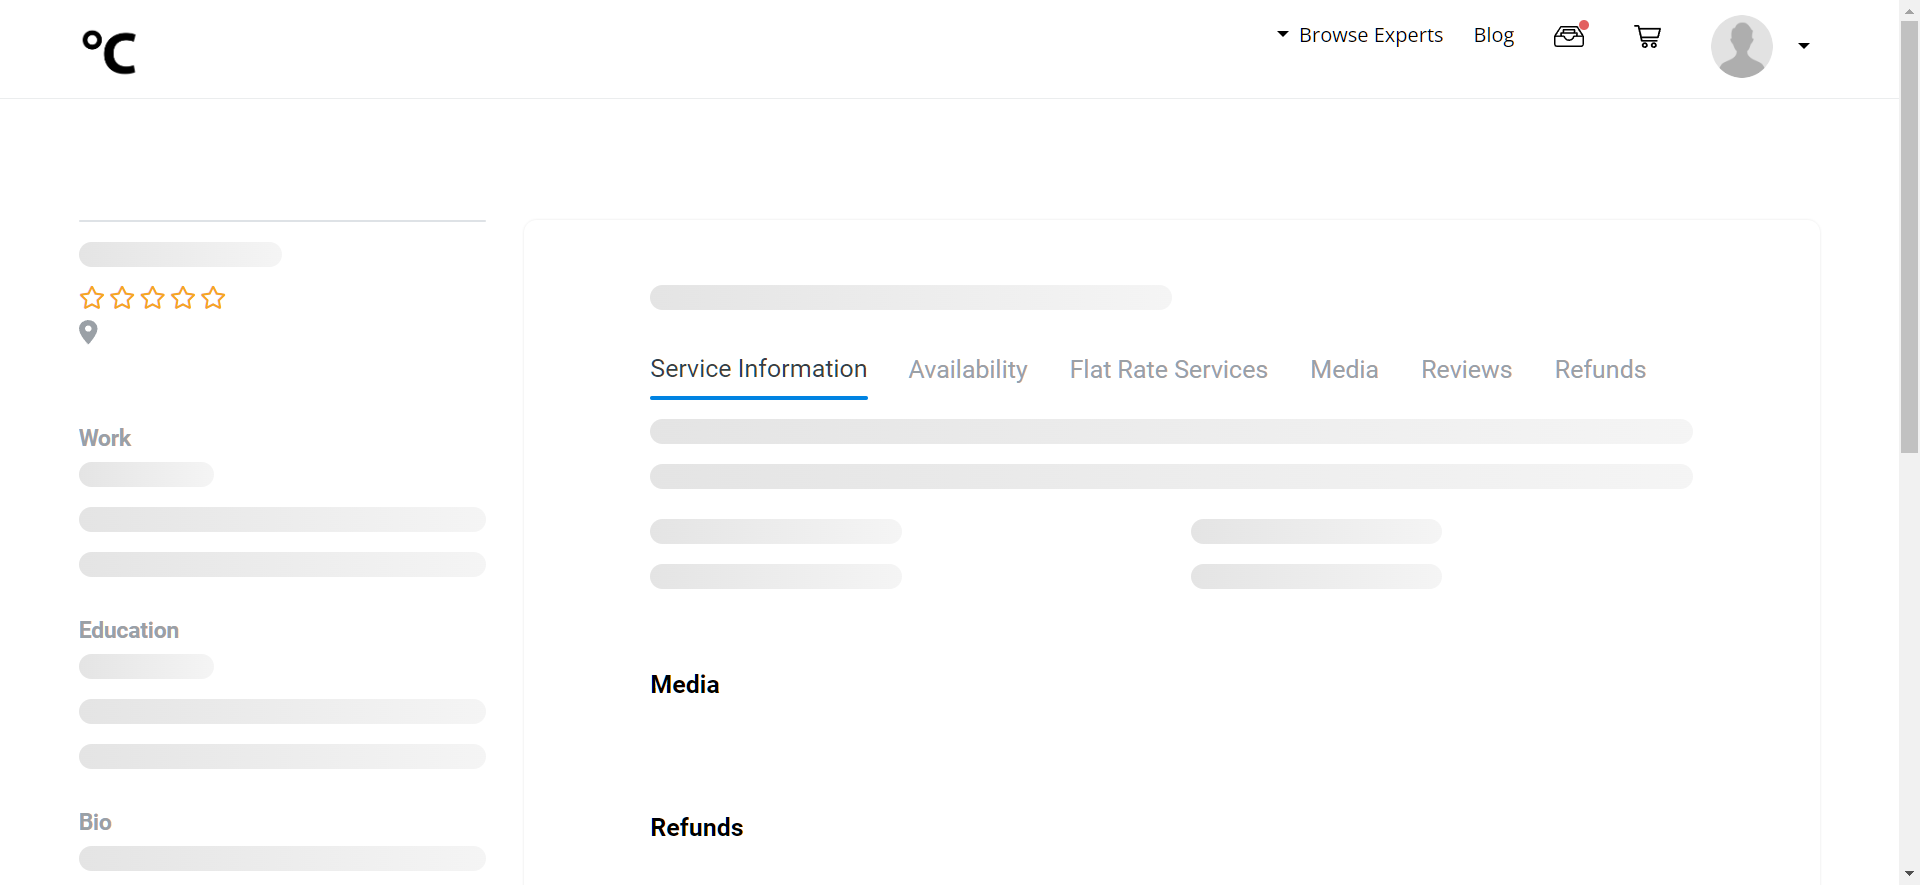 °C
Browse Experts Blog
Service Information Availability Flat Rate Services Media Reviews Refunds
Work
Education
Bio
Media
Refunds